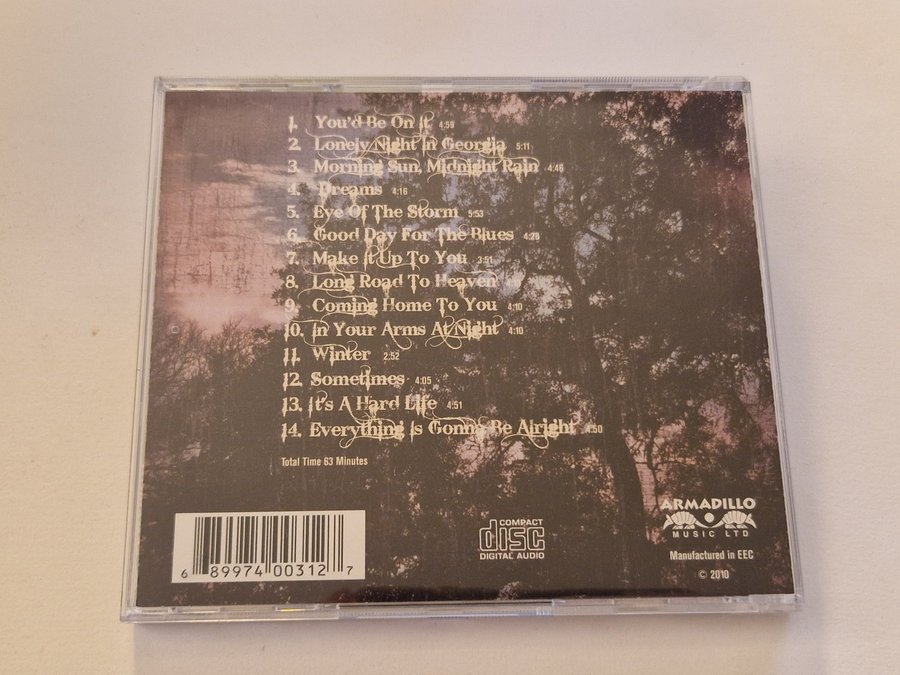 1. You'd Be On It 4:59
2. Lonely Night In Georgia 5:11
3. Morning Sun, Midnight Rain 4:46
4. Dreams 4:16
5. Eye Of The Storm 5:53
6. Good Day For The Blues 4:28
7. Make It Up To You 3:51
8. Long Road To Heaven
9. Coming Home To You 4:10
10. In Your Arms At Night 4:10
11. Winter 2:52
12. Sometimes 4:05
13. It's A Hard Life 4:51
14. Everything Is Gonna Be Alright 4:50
Total Time 63 Minutes
6 89974 00312 7
COMPACT
disc
DIGITAL AUDIO
ARMADILLO
MUSIC LTD
Manufactured in EEC
© 2010